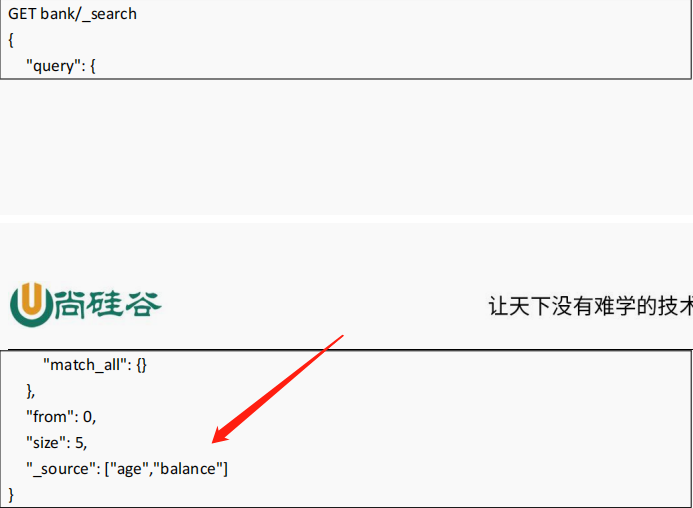 GET bank/_search
{
"query": {
尚硅谷
让天下没有难学的技术
"match_all": {}
},
"from": 0,
"size": 5,
"_source": ["age","balance"]
}